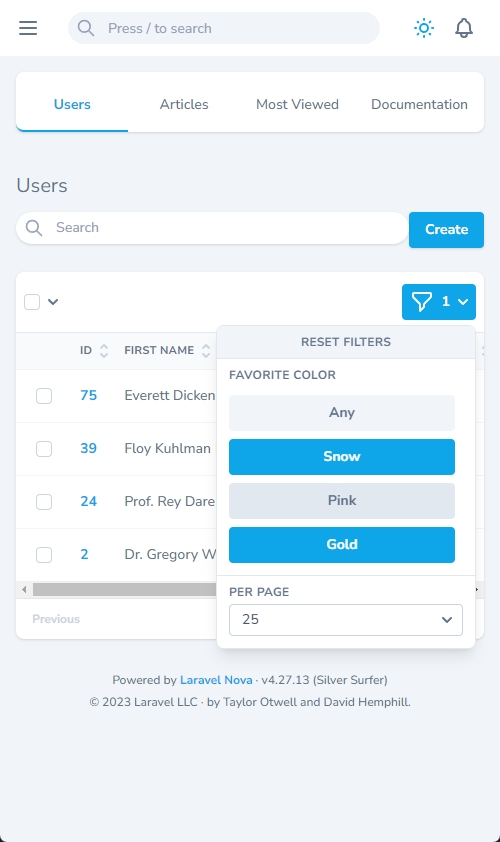 Press / to search
Users Articles Most Viewed Documentation
Users
Search
Create
1
RESET FILTERS
ID FIRST NAME
FAVORITE COLOR
75 Everett Dicken
Any
39 Floy Kuhlman
Snow
24 Prof. Rey Dare
Pink
2 Dr. Gregory W
Gold
PER PAGE
25
Previous
Powered by Laravel Nova · v4.27.13 (Silver Surfer)
© 2023 Laravel LLC · by Taylor Otwell and David Hemphill.